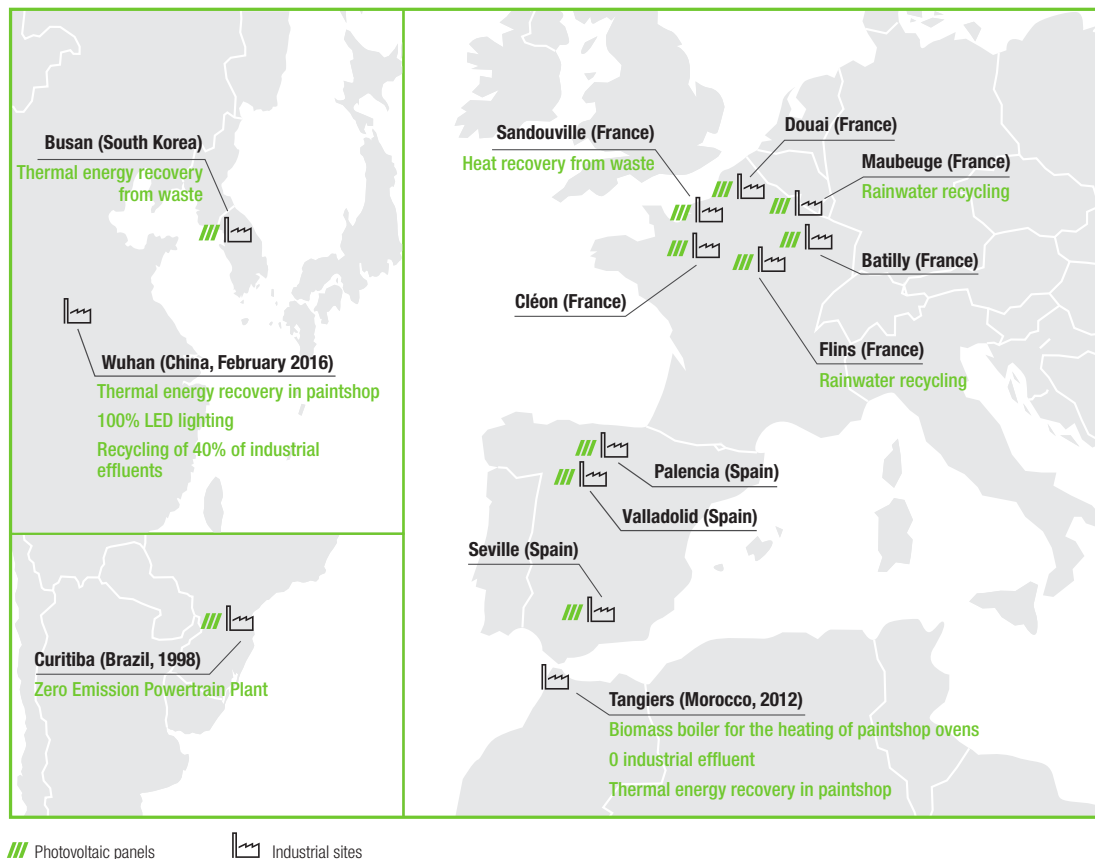 Busan (South Korea)
Thermal energy recovery
from waste
Wuhan (China, February 2016)
Thermal energy recovery in paintshop
100% LED lighting
Recycling of 40% of industrial
effluents
Curitiba (Brazil, 1998)
Zero Emission Powertrain Plant
Sandouville (France)
Heat recovery from waste
Douai (France)
Maubeuge (France)
Rainwater recycling
Batilly (France)
Cléon (France)
Flins (France)
Rainwater recycling
Palencia (Spain)
Valladolid (Spain)
Seville (Spain)
Tangiers (Morocco, 2012)
Biomass boiler for the heating of paintshop ovens
0 industrial effluent
Thermal energy recovery in paintshop
Photovoltaic panels
Industrial sites